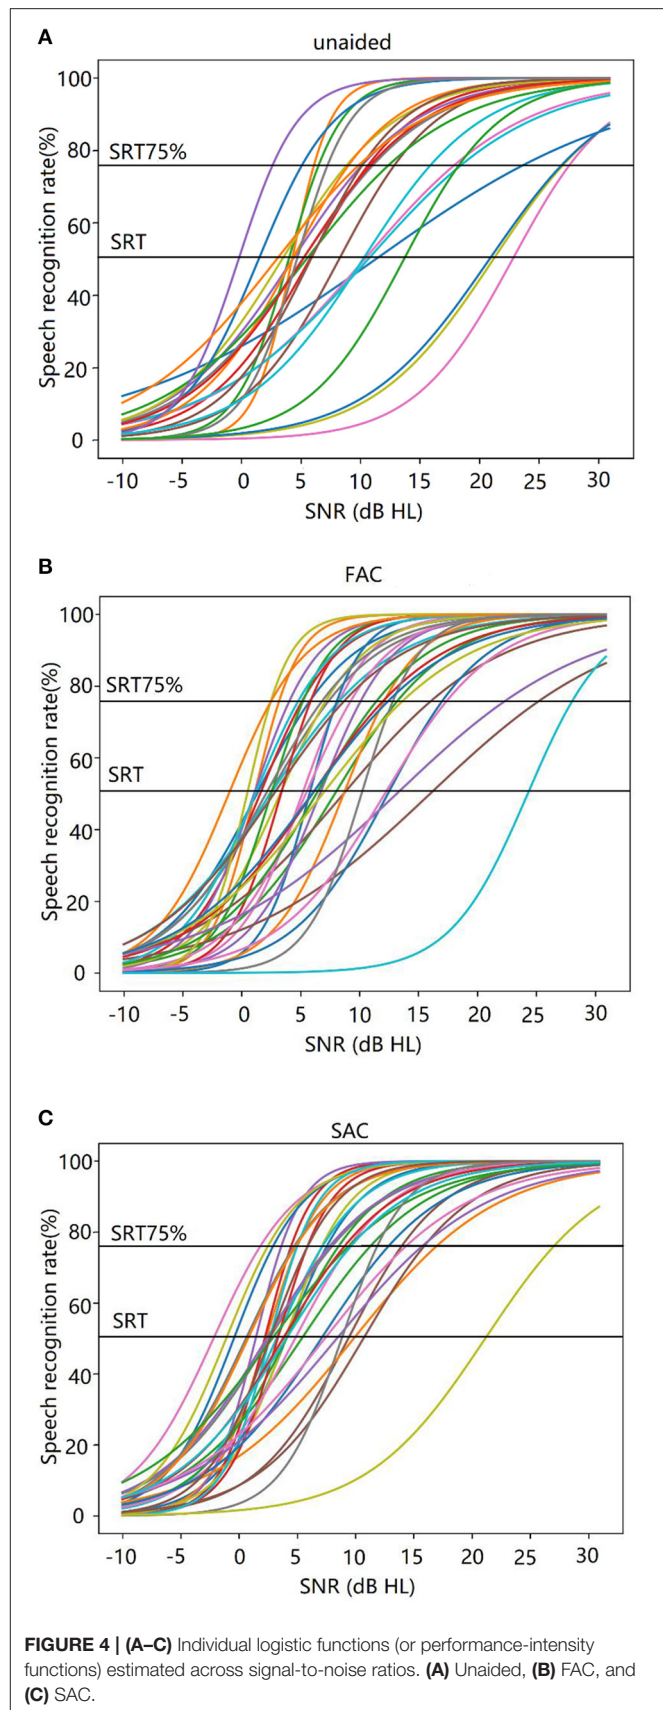 A
unaided
100
80
60
40
20
0
SRT75%
SRT
Speech recognition rate(%)
-10 -5 0 5 10 15 20 25 30
SNR (dB HL)
B
FAC
100
80
60
40
20
0
SRT75%
SRT
Speech recognition rate(%)
-10 -5 0 5 10 15 20 25 30
SNR (dB HL)
C
SAC
100
80
60
40
20
0
SRT75%
SRT
Speech recognition rate(%)
-10 -5 0 5 10 15 20 25 30
SNR (dB HL)
FIGURE 4 | (A–C) Individual logistic functions (or performance-intensity
functions) estimated across signal-to-noise ratios. (A) Unaided, (B) FAC, and
(C) SAC.